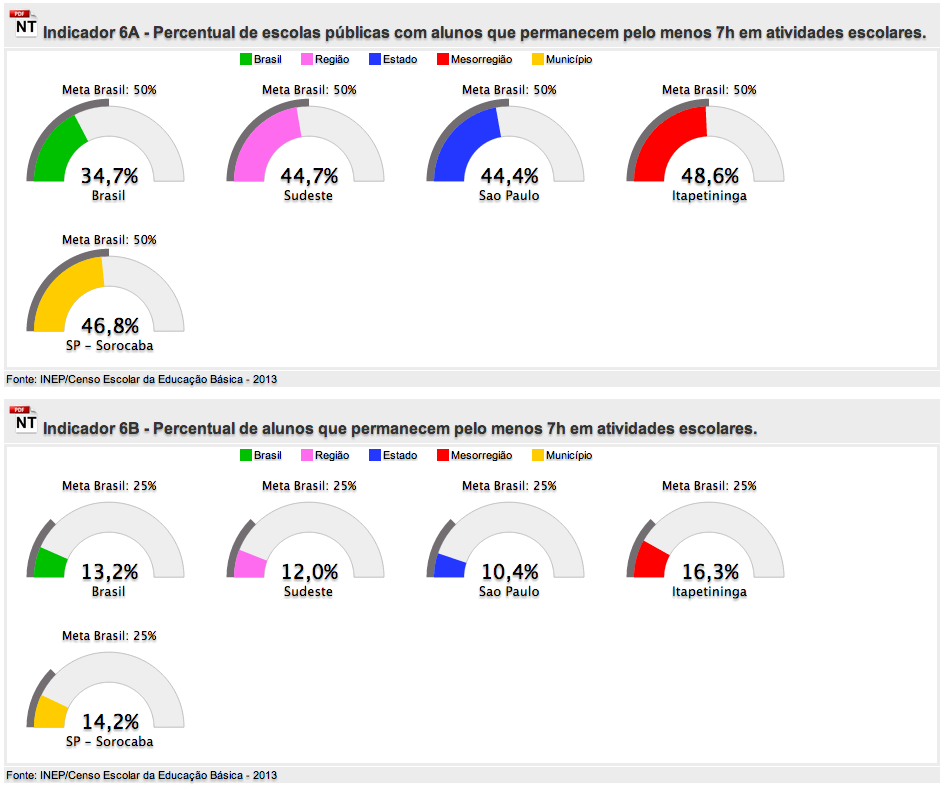 PDF
NT
Indicador 6A - Percentual de escolas públicas com alunos que permanecem pelo menos 7h em atividades escolares.
Brasil Região Estado Mesorregião Município
Meta Brasil: 50% Meta Brasil: 50% Meta Brasil: 50% Meta Brasil: 50%
34,7% 44,7% 44,4% 48,6%
Brasil Sudeste Sao Paulo Itapetininga
Meta Brasil: 50%
46,8%
SP - Sorocaba
Fonte: INEP/Censo Escolar da Educação Básica - 2013
PDF
NT
Indicador 6B - Percentual de alunos que permanecem pelo menos 7h em atividades escolares.
Brasil Região Estado Mesorregião Município
Meta Brasil: 25% Meta Brasil: 25% Meta Brasil: 25% Meta Brasil: 25%
13,2% 12,0% 10,4% 16,3%
Brasil Sudeste Sao Paulo Itapetininga
Meta Brasil: 25%
14,2%
SP - Sorocaba
Fonte: INEP/Censo Escolar da Educação Básica - 2013